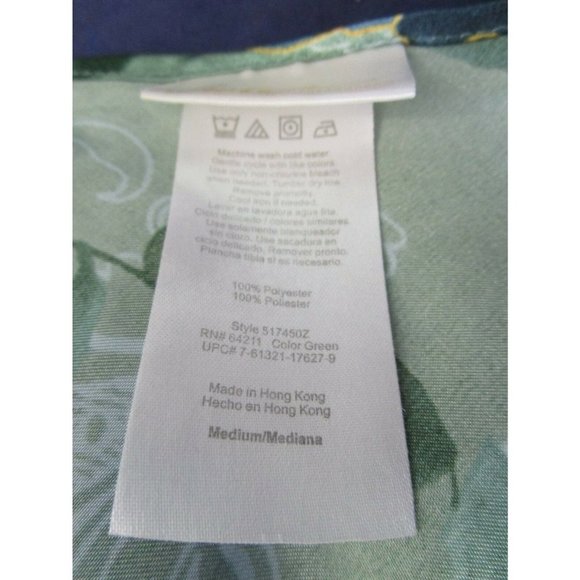 Machine wash cold water
Gentle cycle with like colors.
Use only non-chlorine bleach
when needed. Tumble dry low.
Remove promptly.
Cool iron if needed.
Lavar en lavadora agua fria
Ciclo delicado / colores similares
Use solamente blanqueador
sin cloro. Use secadora en
ciclo delicado. Remover pronto.
Plancha tibia si es necesario.
100% Polyester
100% Poliester
Style 517450Z
RN# 64211 Color Green
UPC# 7-61321-17627-9
Made in Hong Kong
Hecho en Hong Kong
Medium/Mediana